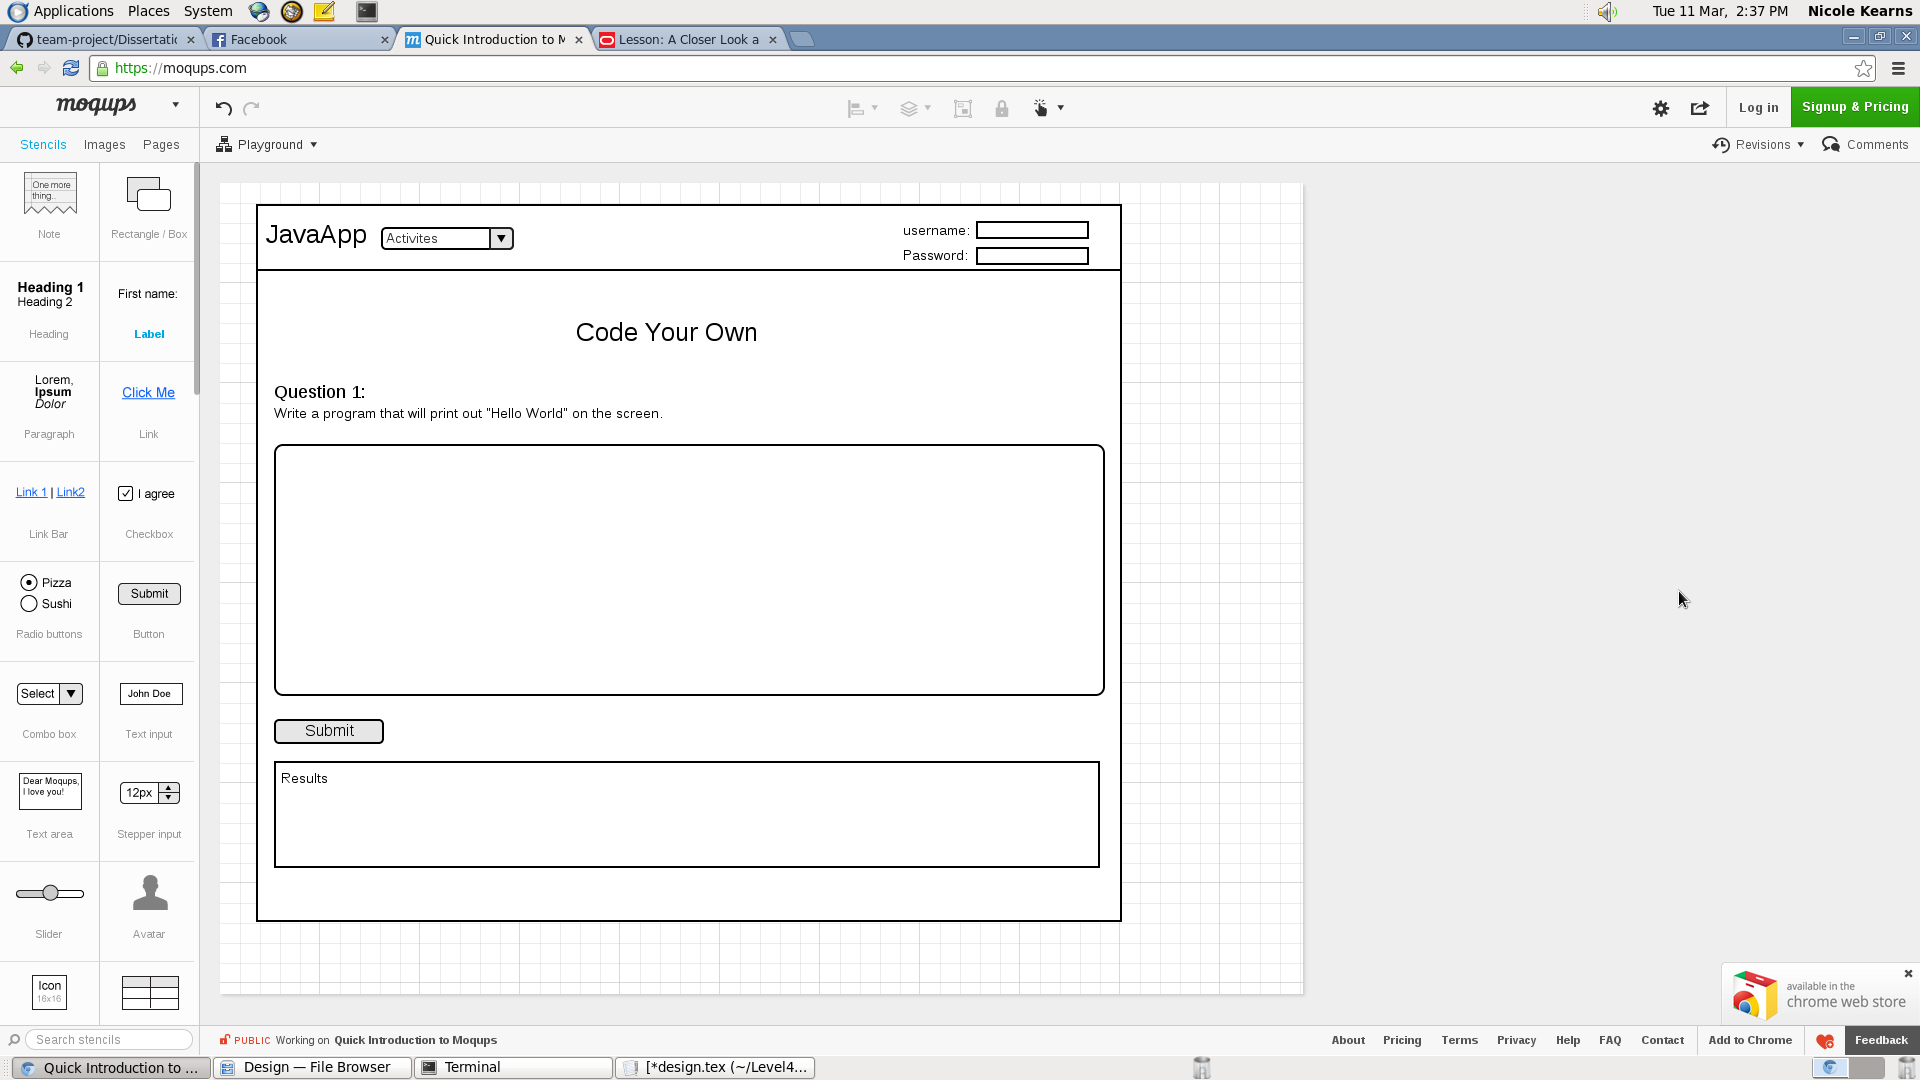 Applications Places System Tue 11 Mar, 2:37 PM Nicole Kearns
team-project/Dissertatic Facebook Quick Introduction to M Lesson: A Closer Look a
https://moqups.com
moqups Log in Signup & Pricing
Stencils Images Pages Playground Revisions Comments
One more
thing...
Note Rectangle / Box
Heading 1
Heading 2
First name:
Heading Label
Lorem,
Ipsum
Dolor
Click Me
Paragraph Link
Link 1 | Link2 I agree
Link Bar Checkbox
Pizza
Sushi
Submit
Radio buttons Button
Select John Doe
Combo box Text input
Dear Moqups,
I love you!
12px
Text area Stepper input
Slider Avatar
Icon
16x16
Search stencils
JavaApp Activites
username:
Password:
Code Your Own
Question 1:
Write a program that will print out "Hello World" on the screen.
Submit
Results
available in the
chrome web store
PUBLIC Working on Quick Introduction to Moqups About Pricing Terms Privacy Help FAQ Contact Add to Chrome Feedback
Quick Introduction to ... Design — File Browser Terminal [*design.tex (~/Level4...